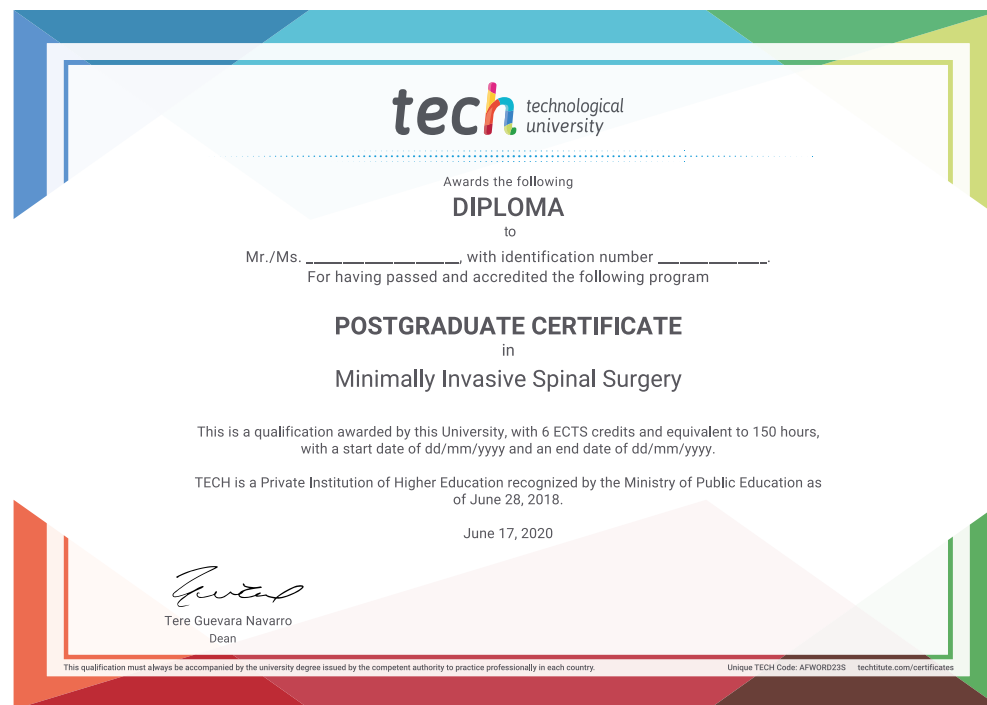 tech technological
university
Awards the following
DIPLOMA
to
Mr./Ms. ____________________, with identification number ______________.
For having passed and accredited the following program
POSTGRADUATE CERTIFICATE
in
Minimally Invasive Spinal Surgery
This is a qualification awarded by this University, with 6 ECTS credits and equivalent to 150 hours,
with a start date of dd/mm/yyyy and an end date of dd/mm/yyyy.
TECH is a Private Institution of Higher Education recognized by the Ministry of Public Education as
of June 28, 2018.
June 17, 2020
Tere Guevara Navarro
Dean
This qualification must always be accompanied by the university degree issued by the competent authority to practice professionally in each country.
Unique TECH Code: AFWORD23S techtitute.com/certificates